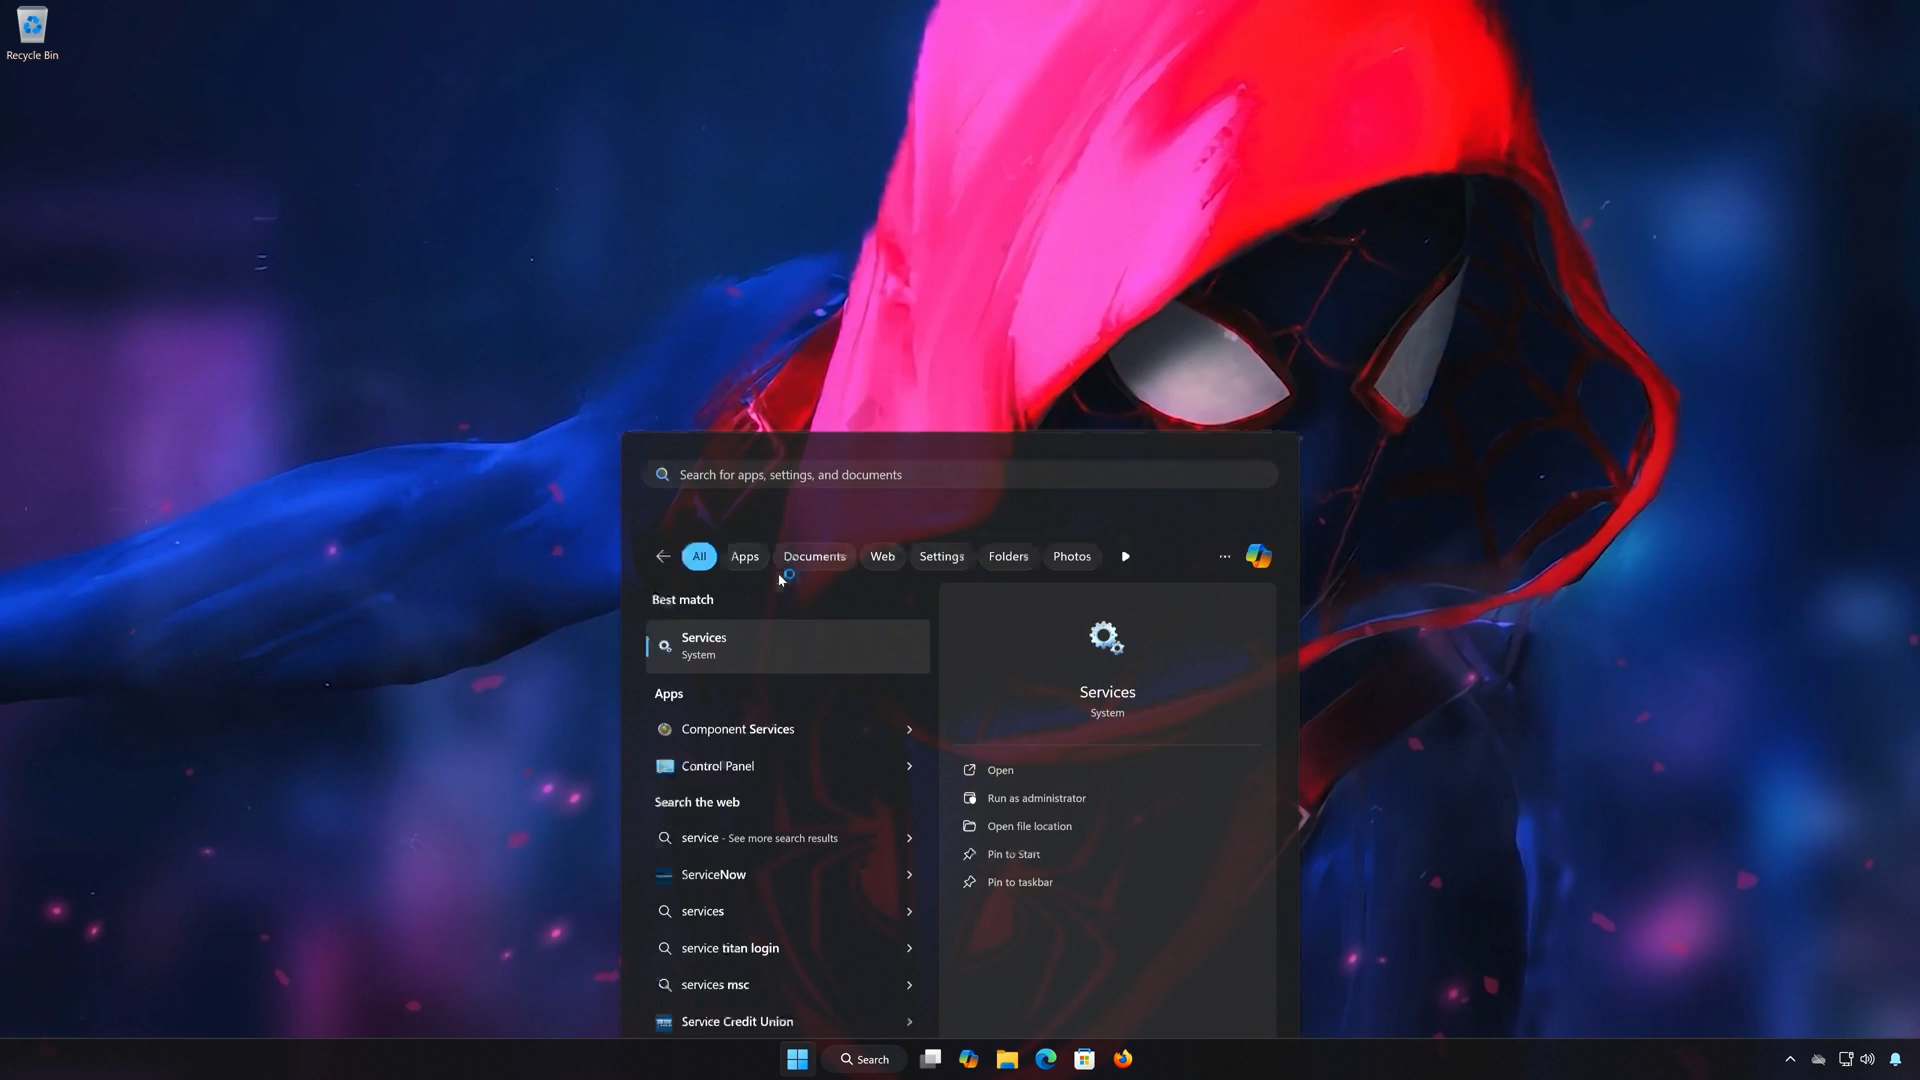 Recycle Bin
Search for apps, settings, and documents
All
Apps
Documents
Web
Settings
Folders
Photos
Best match
Services
System
Apps
Component Services
Control Panel
Search the web
service - See more search results
ServiceNow
services
service titan login
services msc
Service Credit Union
Services
System
Open
Run as administrator
Open file location
Pin to Start
Pin to taskbar
Search